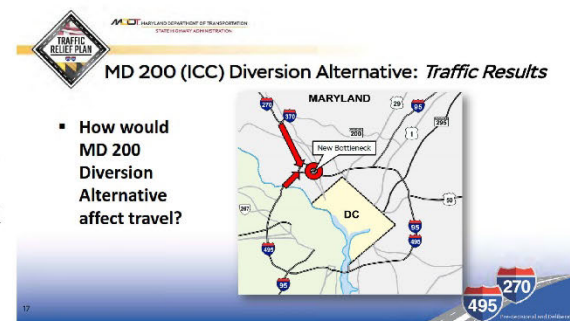 TRAFFIC
RELIEF PLAN
MARYLAND DEPARTMENT OF TRANSPORTATION
STATE HIGHWAY ADMINISTRATION
MD 200 (ICC) Diversion Alternative: Traffic Results
▪ How would
MD 200
Diversion
Alternative
affect travel?
MARYLAND
270
370
29
95
200
1
295
New Bottleneck
50
267
DC
95
495
495
95
17
495
270